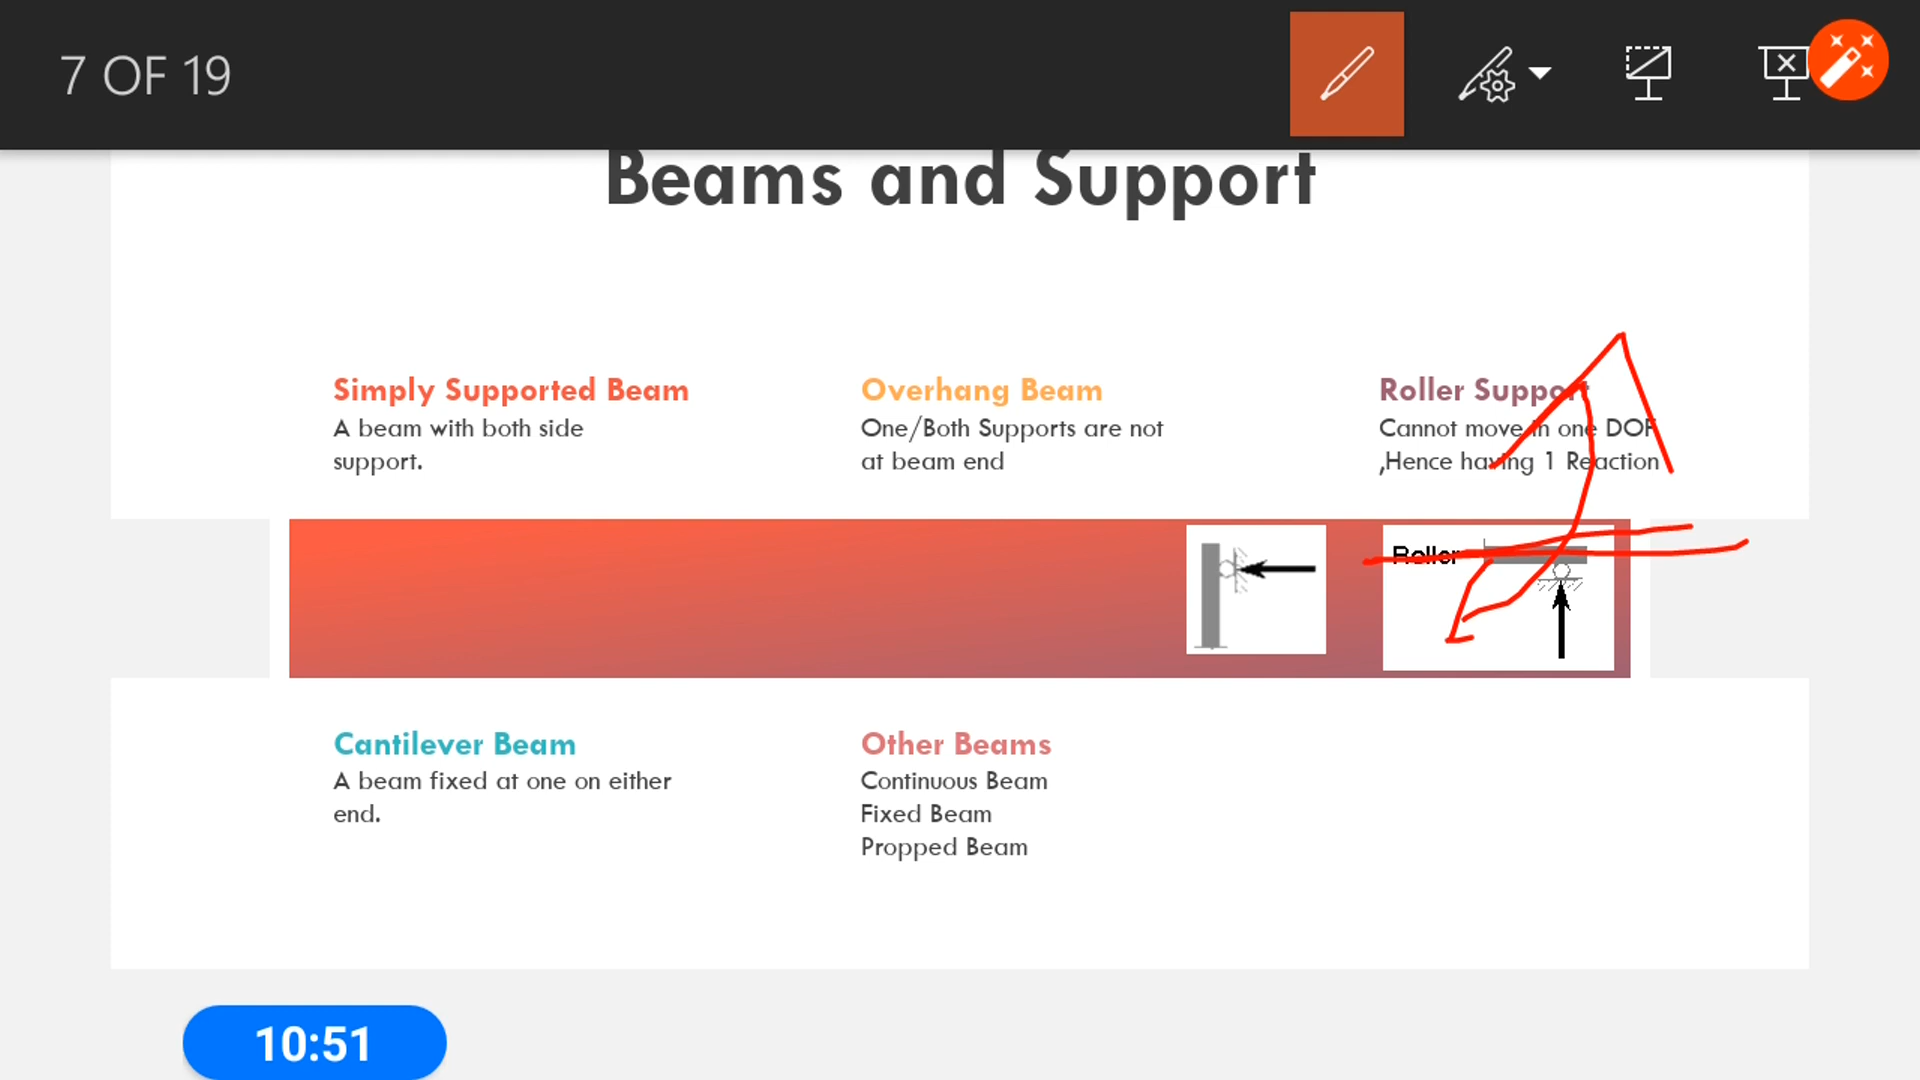 7 OF 19
Beams and Support
Simply Supported Beam
A beam with both side
support.
Overhang Beam
One/Both Supports are not
at beam end
Roller Support
Cannot move in one DOF
,Hence having 1 Reaction
Roller
Cantilever Beam
A beam fixed at one on either
end.
Other Beams
Continuous Beam
Fixed Beam
Propped Beam
10:51